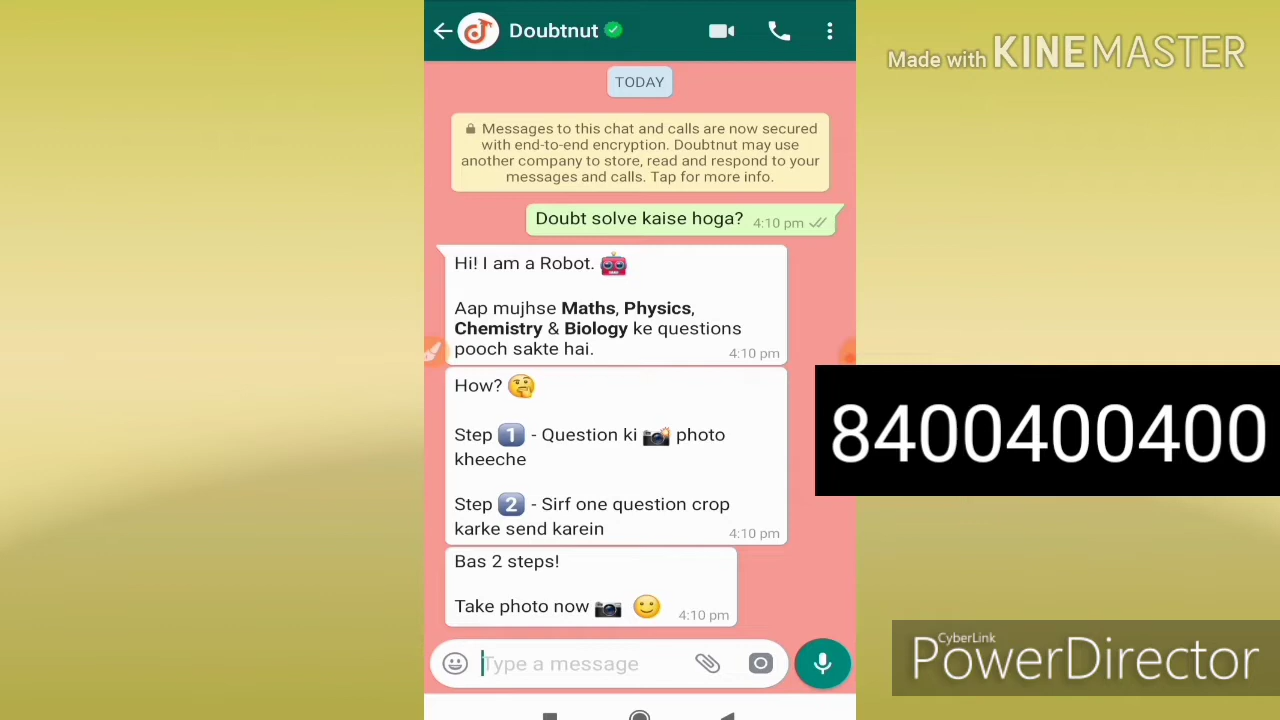 Doubtnut
Made with KINEMASTER
TODAY
Messages to this chat and calls are now secured
with end-to-end encryption. Doubtnut may use
another company to store, read and respond to your
messages and calls. Tap for more info.
Doubt solve kaise hoga? 4:10 pm
Hi! I am a Robot. 🤖
Aap mujhse Maths, Physics,
Chemistry & Biology ke questions
pooch sakte hai. 4:10 pm
How? 🤔
Step 1️⃣ - Question ki 📸 photo
kheeche
Step 2️⃣ - Sirf one question crop
karke send karein 4:10 pm
8400400400
Bas 2 steps!
Take photo now 📷 🙂 4:10 pm
Type a message
CyberLink
PowerDirector